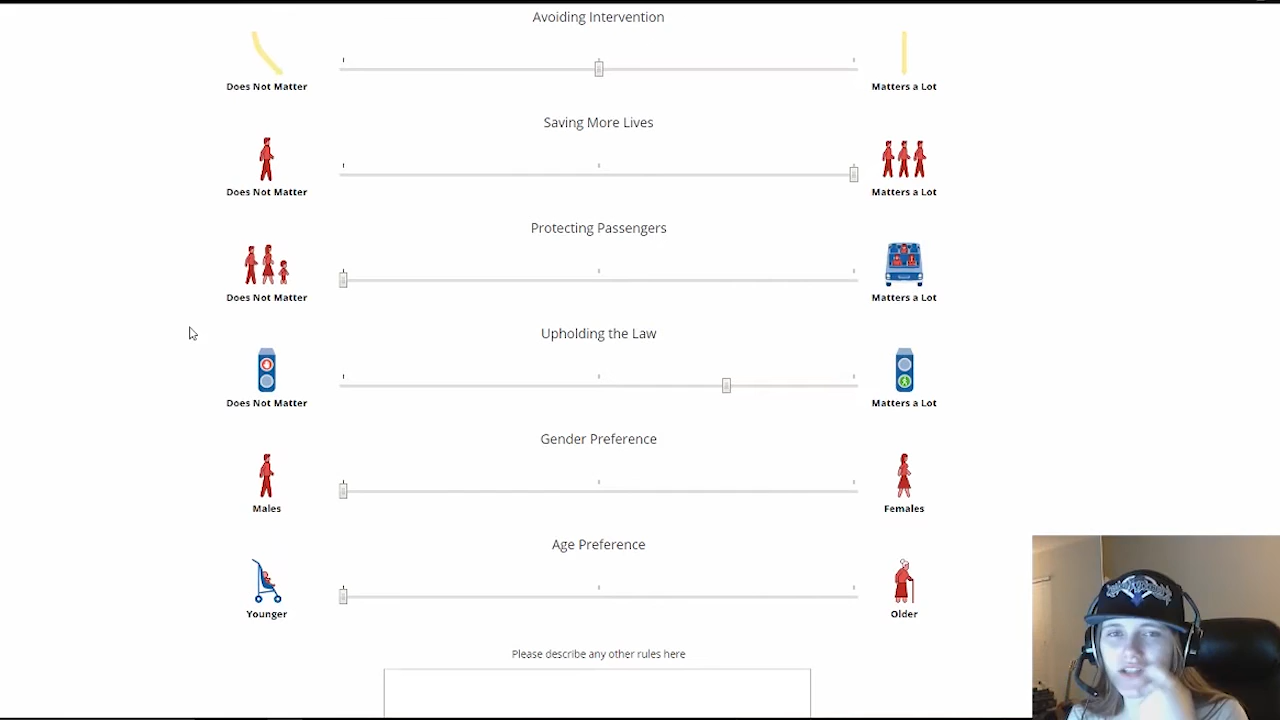 Avoiding Intervention
Does Not Matter
Matters a Lot
Saving More Lives
Does Not Matter
Matters a Lot
Protecting Passengers
Does Not Matter
Matters a Lot
Upholding the Law
Does Not Matter
Matters a Lot
Gender Preference
Males
Females
Age Preference
Younger
Older
Please describe any other rules here